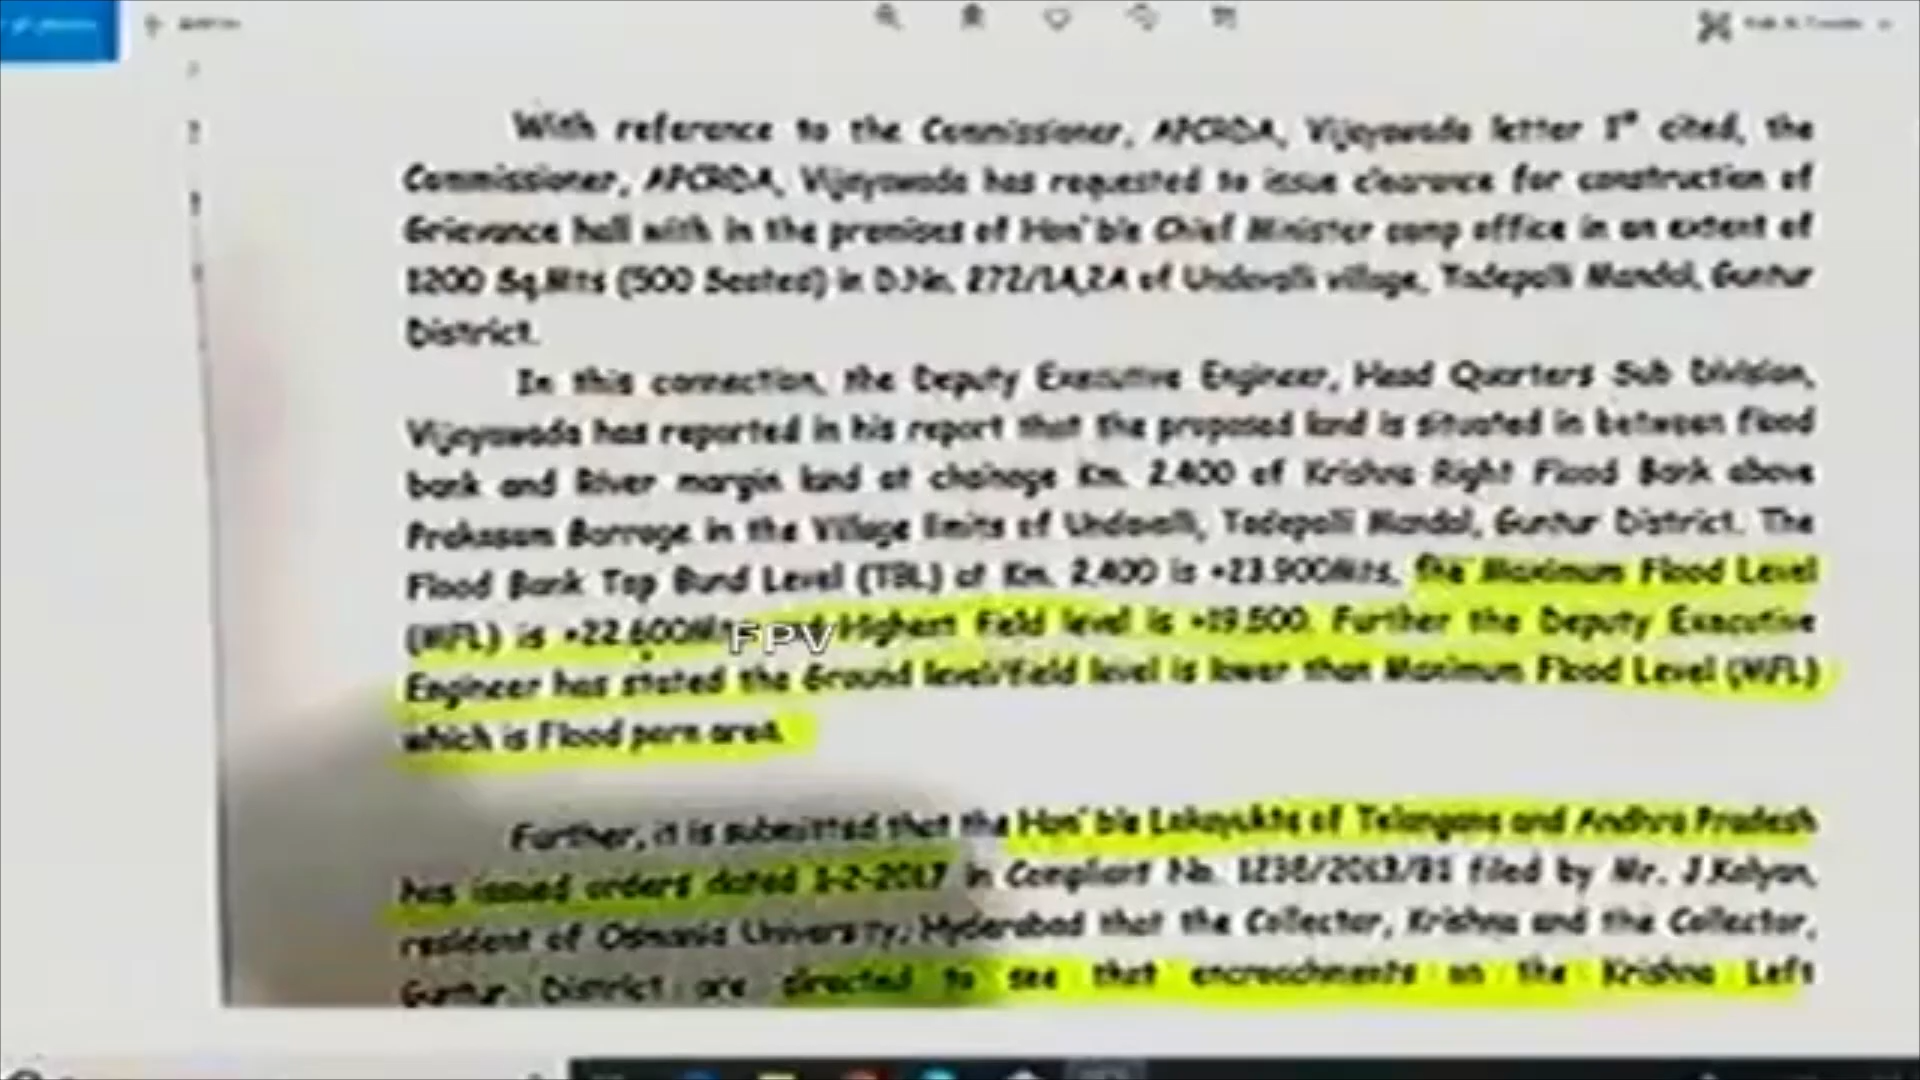 With reference to the Commissioner, APCRDA, Vijayawada letter 1st cited, the
Commissioner, APCRDA, Vijayawada has requested to issue clearance for construction of
Grievance hall with in the premises of Hon'ble Chief Minister camp office in an extent of
1200 Sq.Mts (500 Seated) in D.No. 272/1A,2A of Undavalli village, Tadepalli Mandal, Guntur
District.
In this connection, the Deputy Executive Engineer, Head Quarters Sub Division,
Vijayawada has reported in his report that the proposed land is situated in between flood
bank and River margin land at chainage Km. 2.400 of Krishna Right Flood Bank above
Prakasam Barrage in the Village limits of Undavalli, Tadepalli Mandal, Guntur District. The
Flood Bank Top Bund Level (TBL) at Km. 2.400 is +23.900Mts, the Maximum Flood Level
(MFL) is +22.600Mts FPV Highest field level is +19.500. Further the Deputy Executive
Engineer has stated the Ground level/field level is lower than Maximum Flood Level (MFL)
which is Flood porn area.
Further, it is submitted that the Hon'ble Lokayukta of Telangana and Andhra Pradesh
has issued orders dated 1-2-2017 in Compliant No. 1238/2013/B1 filed by Mr. J.Kalyan,
resident of Osmania University, Hyderabad that the Collector, Krishna and the Collector,
Guntur District are directed to see that encroachments on the Krishna Left